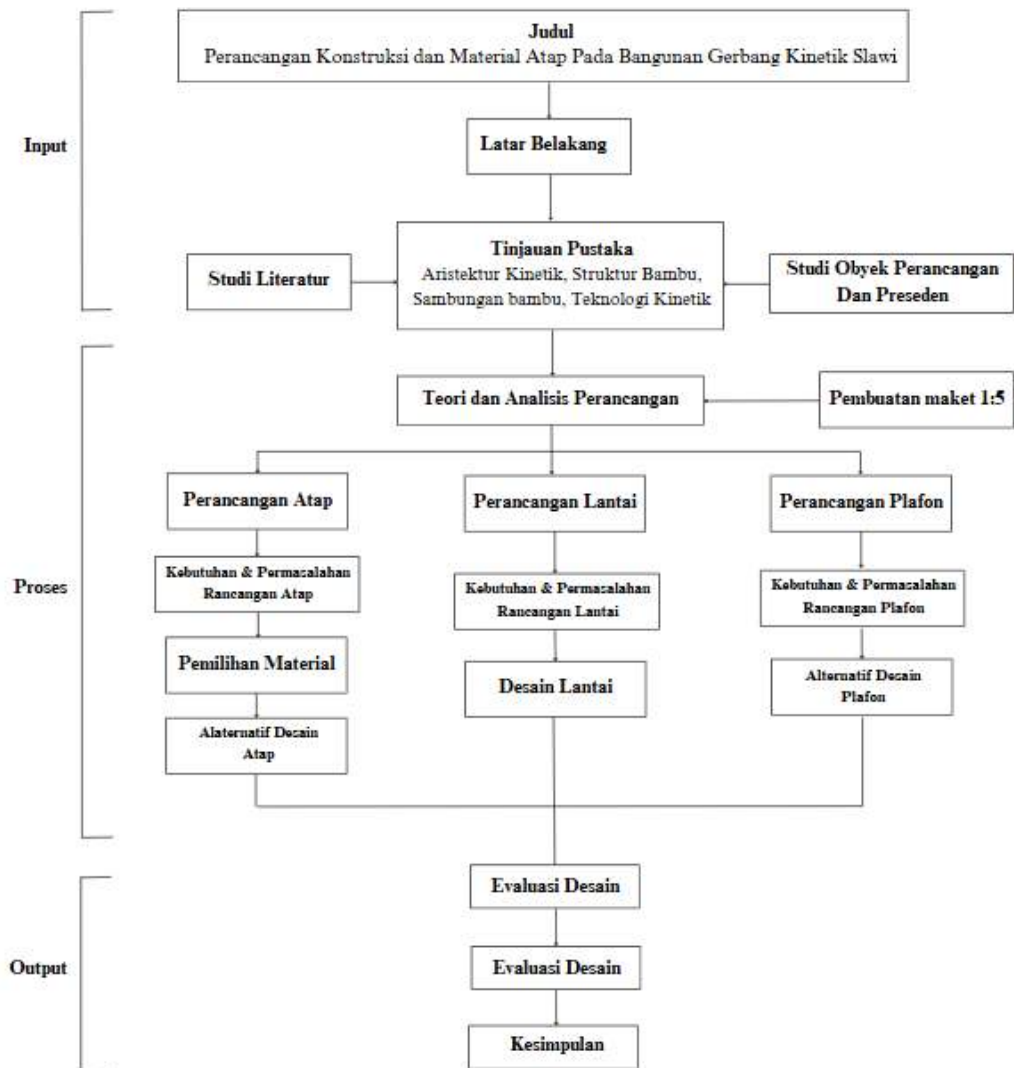 Judul
Perancangan Konstruksi dan Material Atap Pada Bangunan Gerbang Kinetik Slawi
Input
Latar Belakang
Tinjauan Pustaka
Aristektur Kinetik, Struktur Bambu,
Sambungan bambu, Teknologi Kinetik
Studi Literatur
Studi Obyek Perancangan
Dan Preseden
Teori dan Analisis Perancangan
Pembuatan maket 1:5
Proses
Perancangan Atap
Perancangan Lantai
Perancangan Plafon
Kebutuhan & Permasalahan
Rancangan Atap
Kebutuhan & Permasalahan
Rancangan Lantai
Kebutuhan & Permasalahan
Rancangan Plafon
Pemilihan Material
Desain Lantai
Alternatif Desain
Plafon
Alaternatif Desain
Atap
Output
Evaluasi Desain
Evaluasi Desain
Kesimpulan